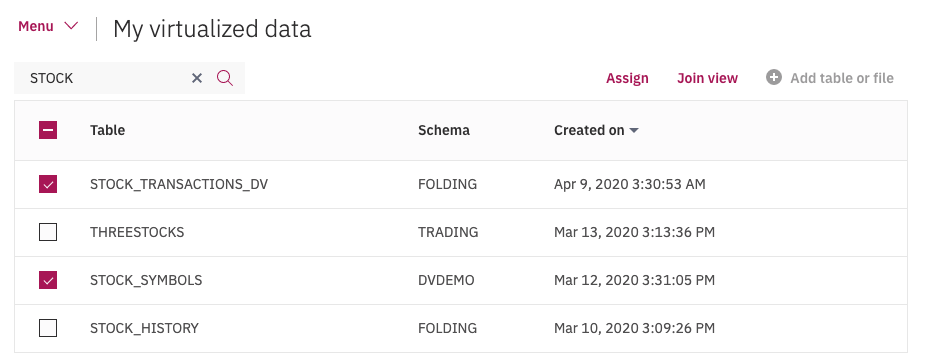 Menu My virtualized data
STOCK Assign Join view Add table or file
Table Schema Created on
STOCK_TRANSACTIONS_DV FOLDING Apr 9, 2020 3:30:53 AM
THREESTOCKS TRADING Mar 13, 2020 3:13:36 PM
STOCK_SYMBOLS DVDEMO Mar 12, 2020 3:31:05 PM
STOCK_HISTORY FOLDING Mar 10, 2020 3:09:26 PM